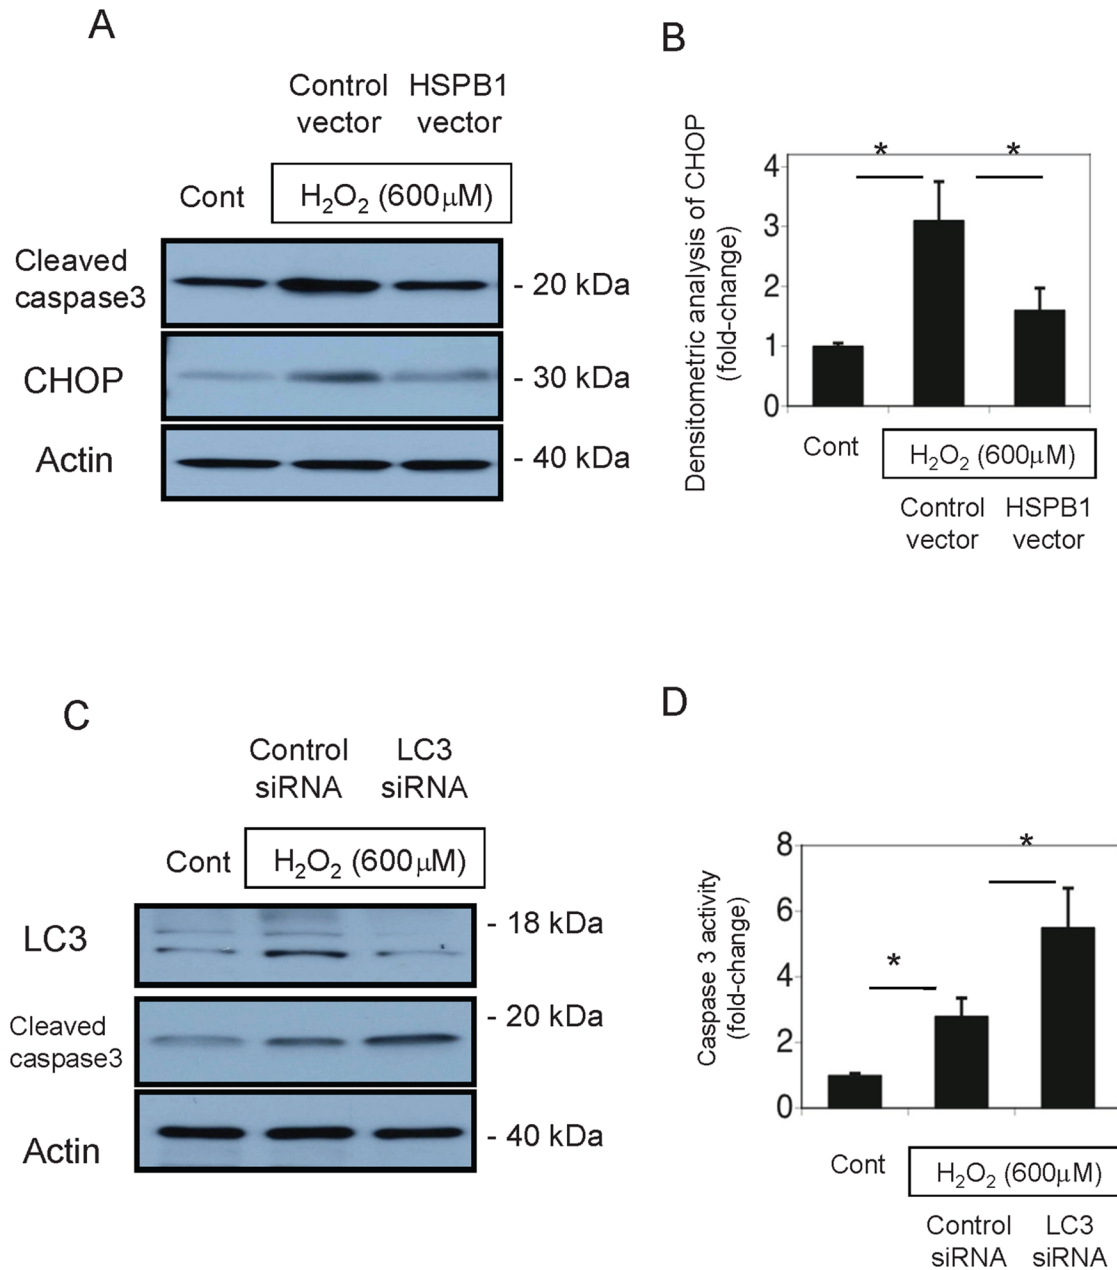 A
Control HSPB1
vector vector
Cont H₂O₂ (600μM)
Cleaved
caspase3
- 20 kDa
CHOP
- 30 kDa
Actin
- 40 kDa
B
Densitometric analysis of CHOP
(fold-change)
4
3
2
1
0
* *
Cont H₂O₂ (600μM)
Control HSPB1
vector vector
C
Control LC3
siRNA siRNA
Cont H₂O₂ (600μM)
LC3
- 18 kDa
Cleaved
caspase3
- 20 kDa
Actin
- 40 kDa
D
Caspase 3 activity
(fold-change)
8
6
4
2
0
* *
Cont H₂O₂ (600μM)
Control LC3
siRNA siRNA